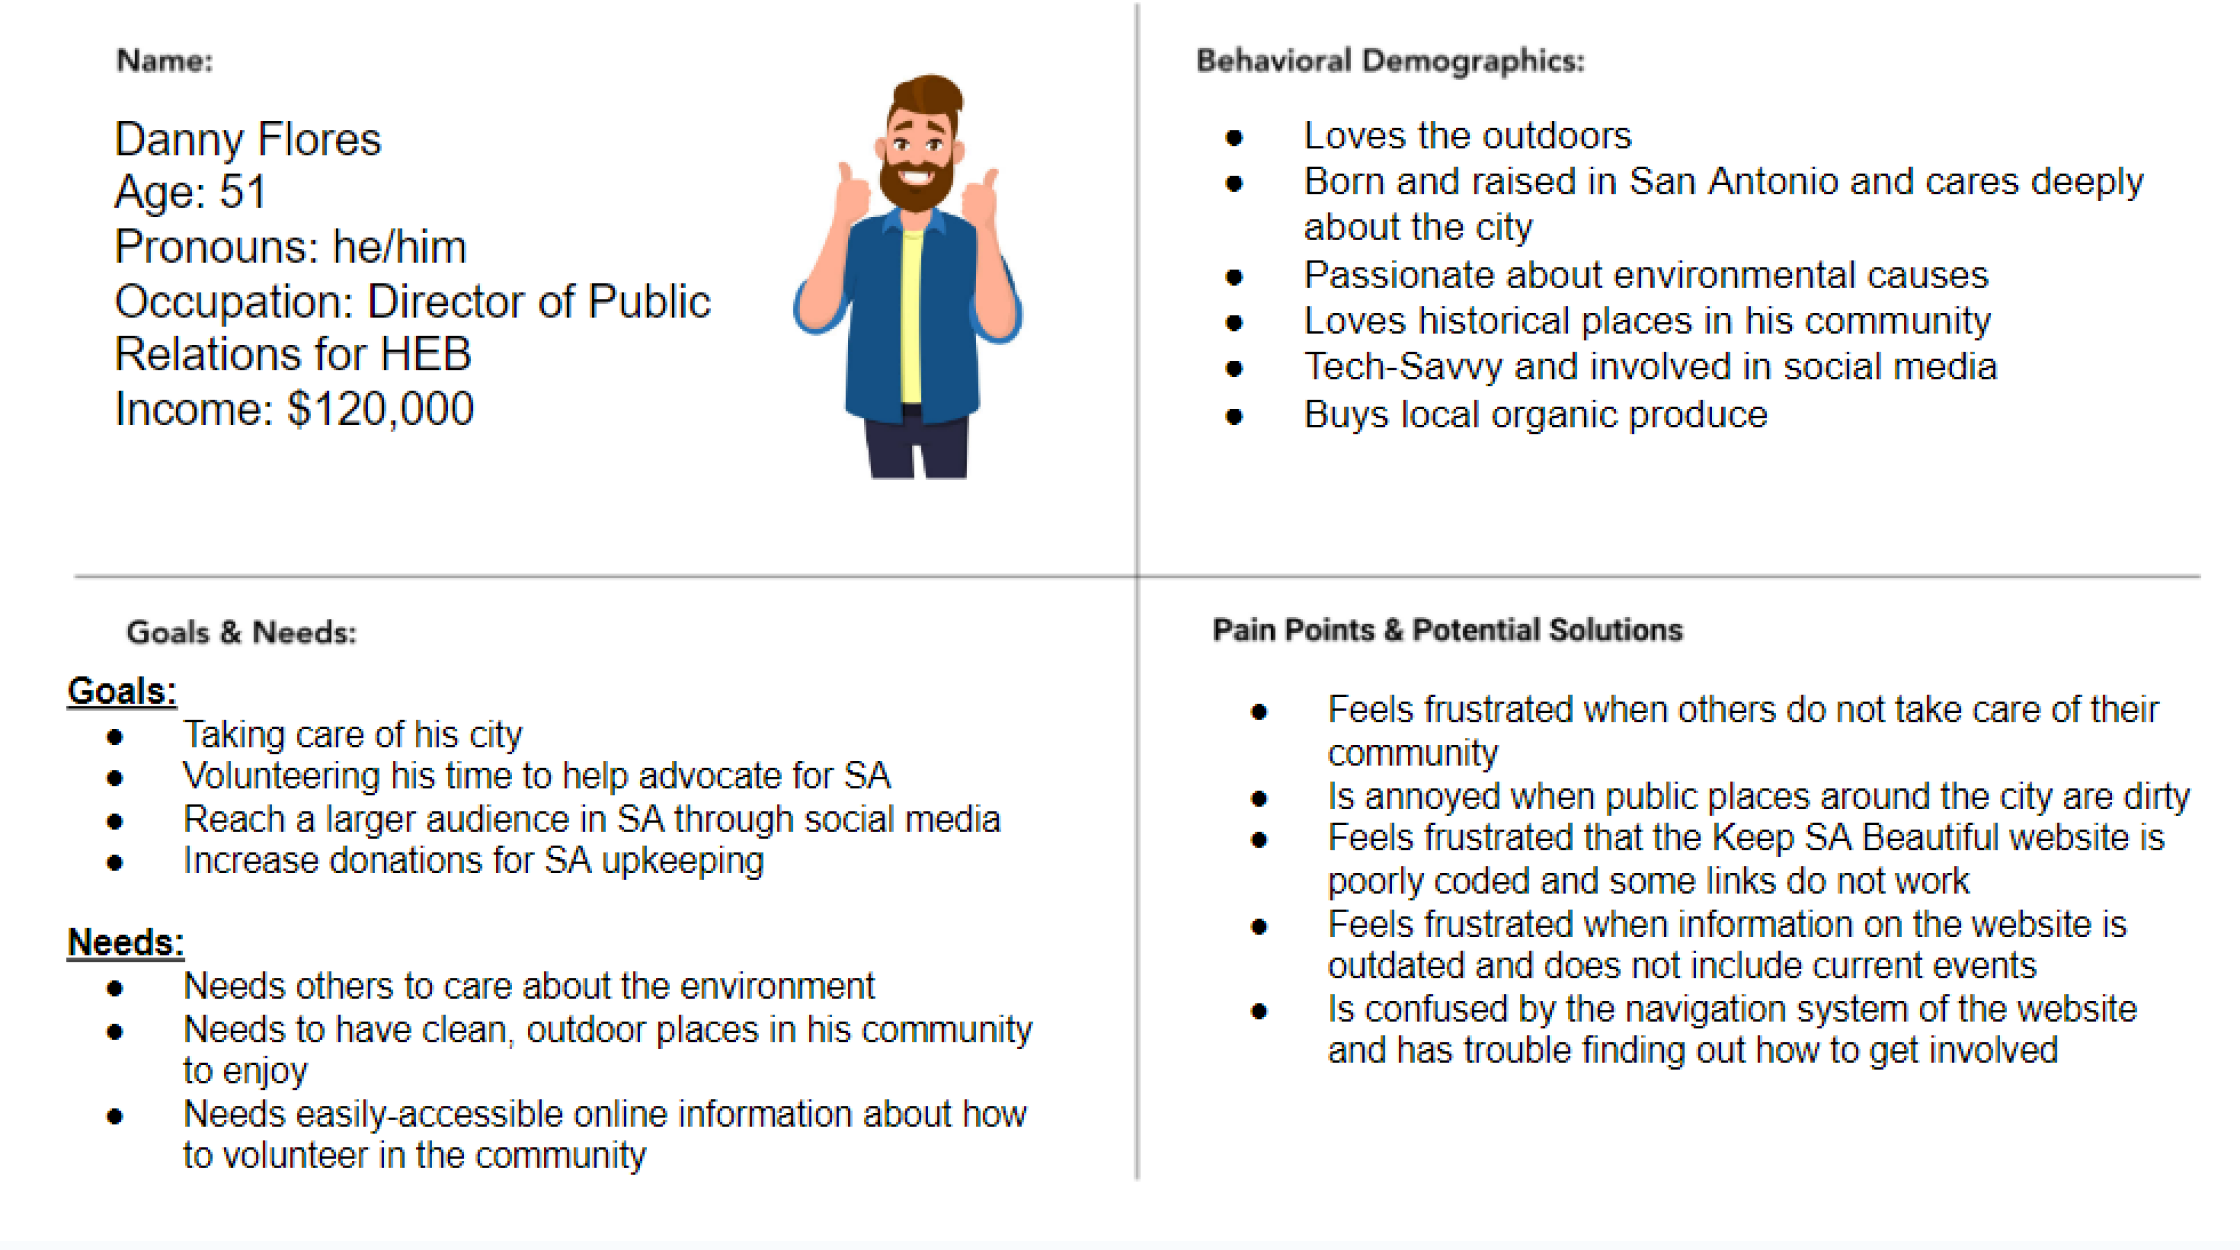 Name:
Danny Flores
Age: 51
Pronouns: he/him
Occupation: Director of Public
Relations for HEB
Income: $120,000
Behavioral Demographics:
● Loves the outdoors
● Born and raised in San Antonio and cares deeply
about the city
● Passionate about environmental causes
● Loves historical places in his community
● Tech-Savvy and involved in social media
● Buys local organic produce
Goals & Needs:
Goals:
● Taking care of his city
● Volunteering his time to help advocate for SA
● Reach a larger audience in SA through social media
● Increase donations for SA upkeeping
Needs:
● Needs others to care about the environment
● Needs to have clean, outdoor places in his community
to enjoy
● Needs easily-accessible online information about how
to volunteer in the community
Pain Points & Potential Solutions
● Feels frustrated when others do not take care of their
community
● Is annoyed when public places around the city are dirty
● Feels frustrated that the Keep SA Beautiful website is
poorly coded and some links do not work
● Feels frustrated when information on the website is
outdated and does not include current events
● Is confused by the navigation system of the website
and has trouble finding out how to get involved